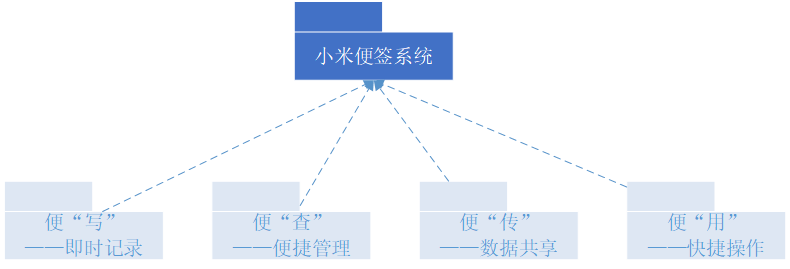 小米便签系统
便“写”
——即时记录
便“查”
——便捷管理
便“传”
——数据共享
便“用”
——快捷操作